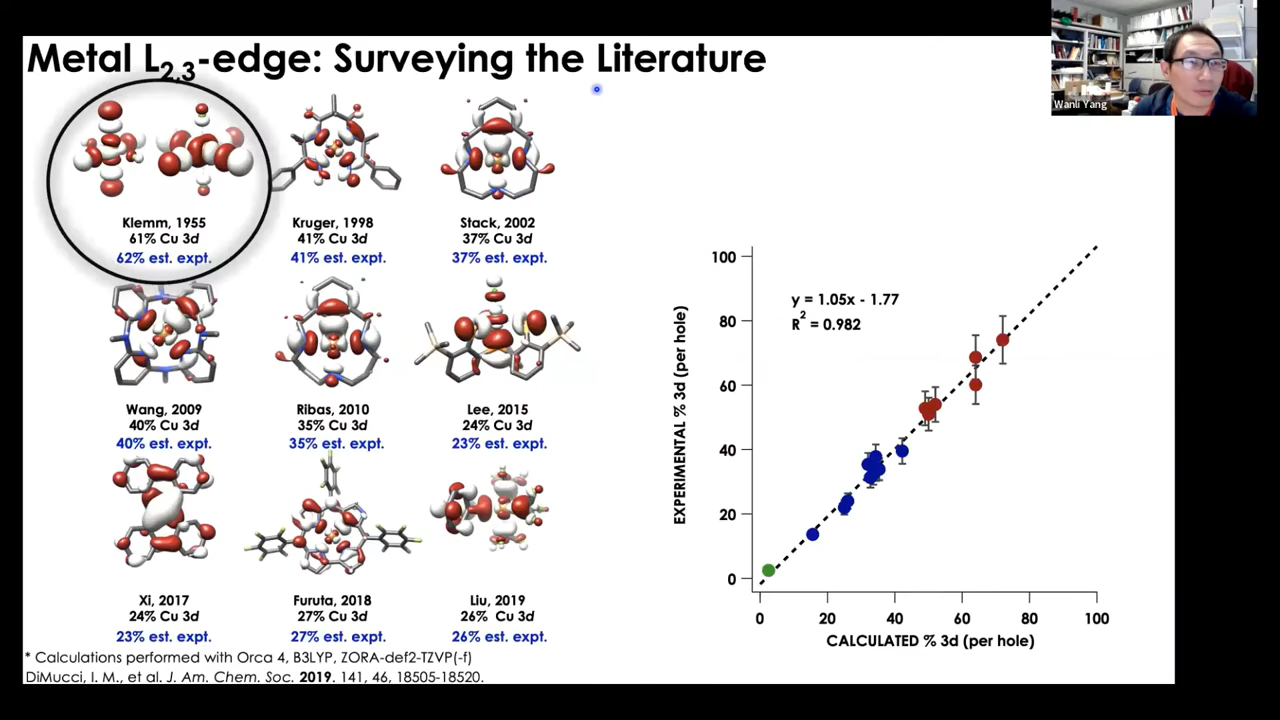 Metal L2,3-edge: Surveying the Literature
Wanli Yang
Klemm, 1955
61% Cu 3d
62% est. expt.
Kruger, 1998
41% Cu 3d
41% est. expt.
Stack, 2002
37% Cu 3d
37% est. expt.
Wang, 2009
40% Cu 3d
40% est. expt.
Ribas, 2010
35% Cu 3d
35% est. expt.
Lee, 2015
24% Cu 3d
23% est. expt.
Xi, 2017
24% Cu 3d
23% est. expt.
Furuta, 2018
27% Cu 3d
27% est. expt.
Liu, 2019
26% Cu 3d
26% est. expt.
* Calculations performed with Orca 4, B3LYP, ZORA-def2-TZVP(-f)
DiMucci, I. M., et al. J. Am. Chem. Soc. 2019. 141, 46, 18505-18520.
EXPERIMENTAL % 3d (per hole)
100
80
60
40
20
0
y = 1.05x - 1.77
R2 = 0.982
0 20 40 60 80 100
CALCULATED % 3d (per hole)